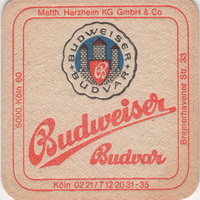 Matth. Harzheim KG GmbH & Co
BUDWEISER
BUDVAR
5000 Köln 60
Bremerhavener Str. 33
Budweiser
Budvar
Köln 02 21/7 12 20 31-35